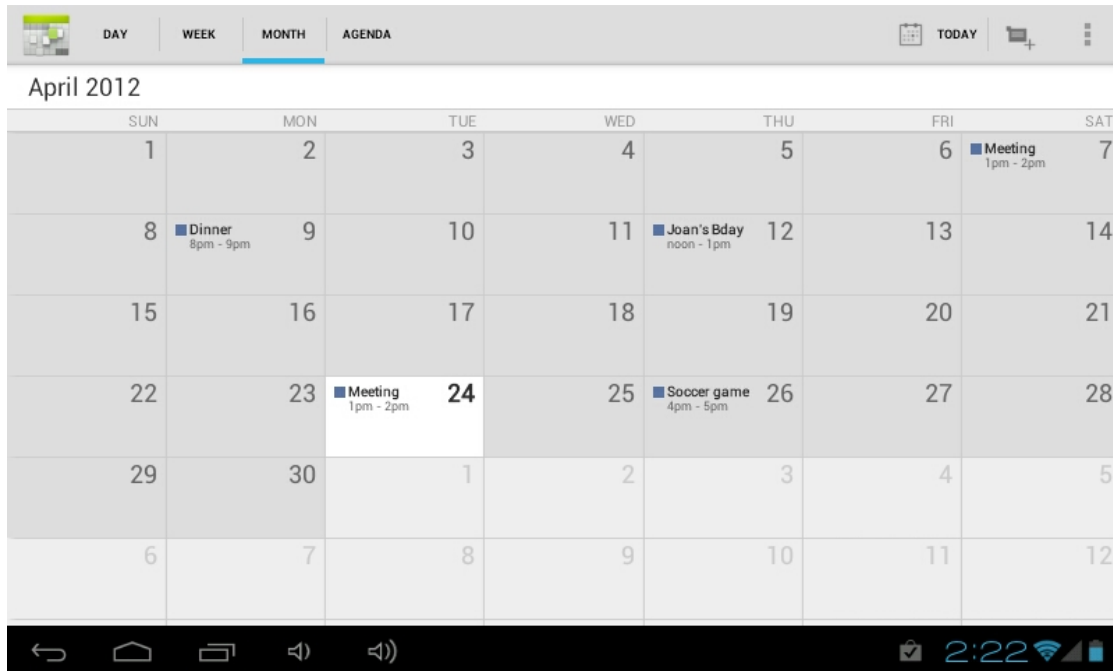 DAY WEEK MONTH AGENDA TODAY
April 2012
SUN MON TUE WED THU FRI SAT
1 2 3 4 5 6 Meeting 7
1pm - 2pm
8 Dinner 9 10 11 Joan's Bday 12 13 14
8pm - 9pm noon - 1pm
15 16 17 18 19 20 21
22 23 Meeting 24 25 Soccer game 26 27 28
1pm - 2pm 4pm - 5pm
29 30 1 2 3 4 5
6 7 8 9 10 11 12
2:22